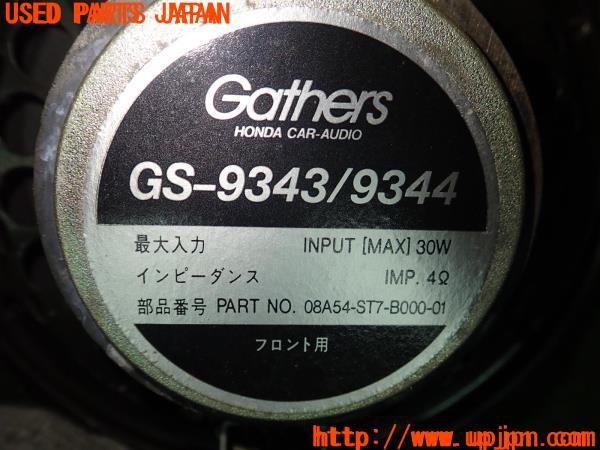 USED PARTS JAPAN
Gathers
HONDA CAR-AUDIO
GS-9343/9344
最大入力 INPUT [MAX] 30W
インピーダンス IMP. 4Ω
部品番号 PART NO. 08A54-ST7-B000-01
フロント用
http://www.upjpn.com